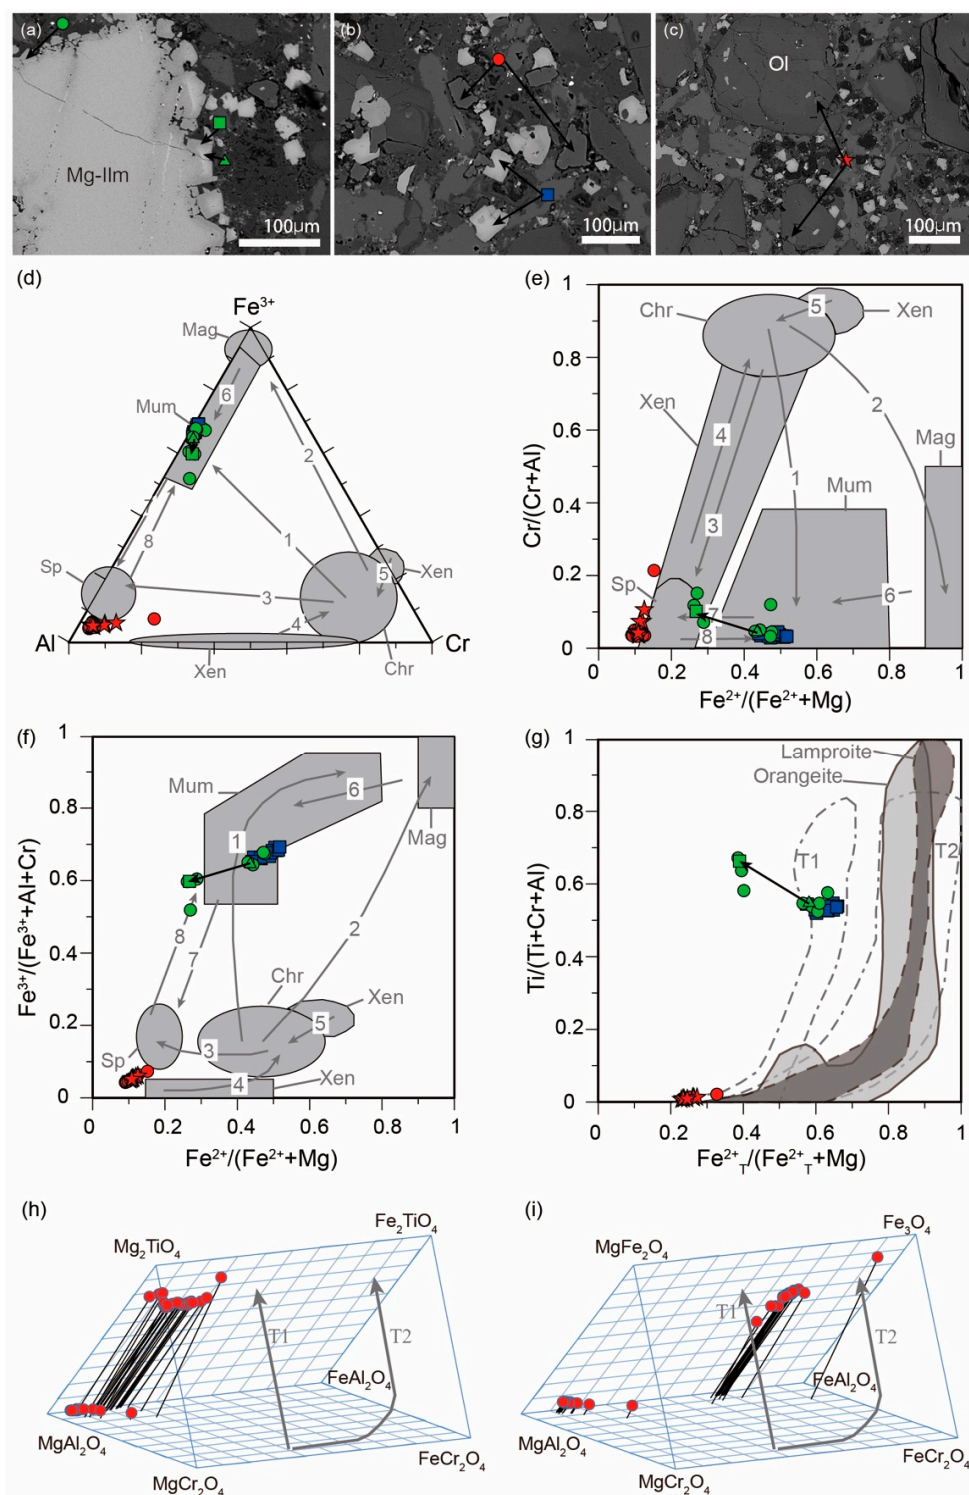 (a)
Mg-Ilm
100μm
(b)
100μm
(c)
Ol
100μm
(d)
Fe³⁺
Mag
6
Mum
2
7
8
1
Sp
5
Xen
3
4
Al
Cr
Xen
Chr
(e)
1
Chr
5
Xen
0.8
Xen
4
2
Mag
0.6
1
Mum
0.4
3
Sp
6
0.2
7
8
0
0 0.2 0.4 0.6 0.8 1
Cr/(Cr+Al)
Fe²⁺/(Fe²⁺+Mg)
(f)
1
Mum
6
0.8
Mag
1
0.6
8
2
7
0.4
Chr
Xen
0.2
5
Sp
3
4
Xen
0
0 0.2 0.4 0.6 0.8 1
Fe³⁺/(Fe³⁺+Al+Cr)
Fe²⁺/(Fe²⁺+Mg)
(g)
1
Lamproite
Orangeite
0.8
T1
T2
0.6
0.4
0.2
0
0 0.2 0.4 0.6 0.8 1
Ti/(Ti+Cr+Al)
Fe²⁺T/(Fe²⁺T+Mg)
(h)
Fe₂TiO₄
Mg₂TiO₄
T1
T2
FeAl₂O₄
MgAl₂O₄
FeCr₂O₄
MgCr₂O₄
(i)
Fe₃O₄
MgFe₂O₄
T1
T2
FeAl₂O₄
MgAl₂O₄
FeCr₂O₄
MgCr₂O₄